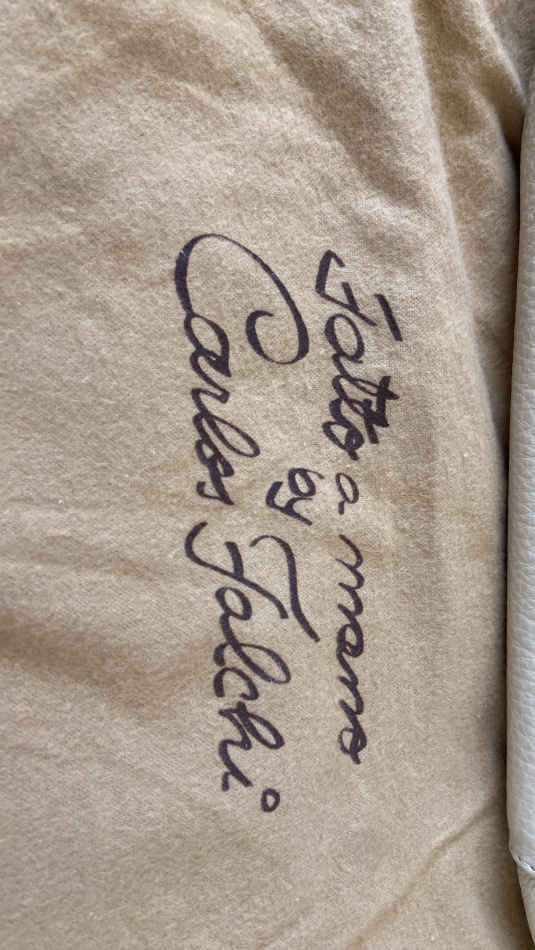 Fatto a mano
by
Carlos Falchi